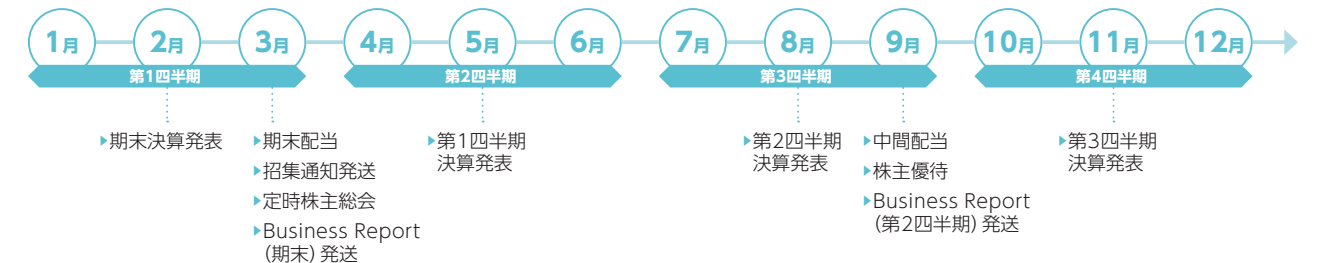 1月 2月 3月 4月 5月 6月 7月 8月 9月 10月 11月 12月
第1四半期 第2四半期 第3四半期 第4四半期
▶期末決算発表
▶期末配当
▶招集通知発送
▶定時株主総会
▶Business Report
(期末)発送
▶第1四半期
決算発表
▶第2四半期
決算発表
▶中間配当
▶株主優待
▶Business Report
(第2四半期)発送
▶第3四半期
決算発表